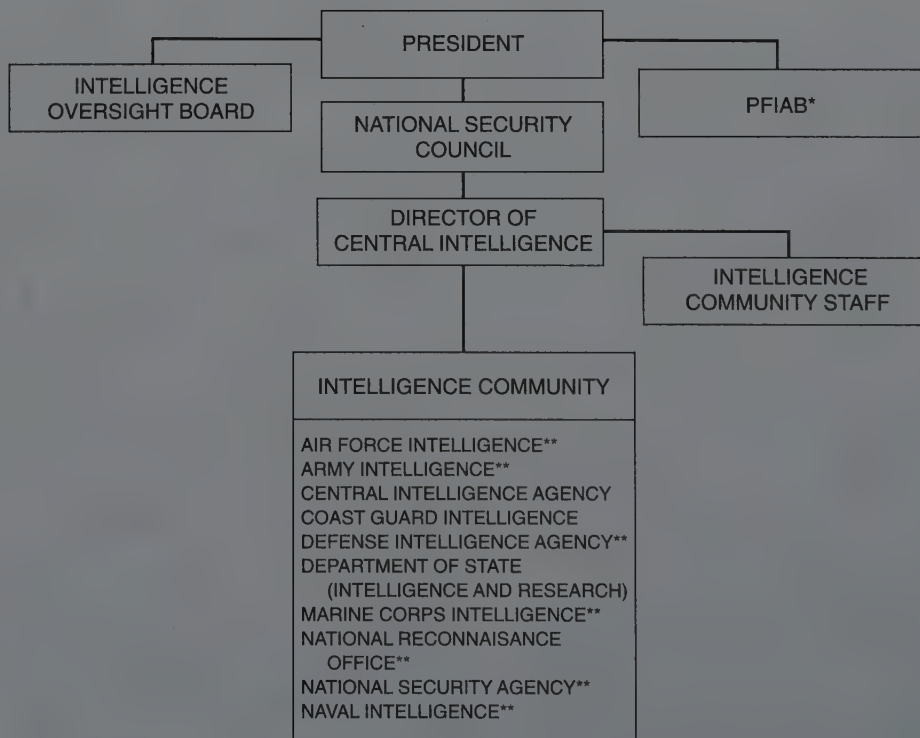 PRESIDENT
INTELLIGENCE
OVERSIGHT BOARD
PFIAB*
NATIONAL SECURITY
COUNCIL
DIRECTOR OF
CENTRAL INTELLIGENCE
INTELLIGENCE
COMMUNITY STAFF
INTELLIGENCE COMMUNITY
AIR FORCE INTELLIGENCE**
ARMY INTELLIGENCE**
CENTRAL INTELLIGENCE AGENCY
COAST GUARD INTELLIGENCE
DEFENSE INTELLIGENCE AGENCY**
DEPARTMENT OF STATE
(INTELLIGENCE AND RESEARCH)
MARINE CORPS INTELLIGENCE**
NATIONAL RECONNAISANCE
OFFICE**
NATIONAL SECURITY AGENCY**
NAVAL INTELLIGENCE**